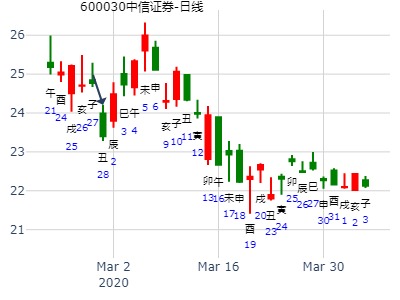 600030中信证券-日线
26
25
24
23
22
21
午 21
酉 24
戌 25
亥 26
子 27
丑 28
辰 2
巳 3
午 4
未 5
申 6
亥 9
子 10
丑 11
寅 12
卯 13
午 16
未 17
申 18
酉 19
戌 20
亥 23
寅 24
卯 25
辰 26
巳 27
申 30
酉 31
戌 1
亥 2
子 3
Mar 2
2020
Mar 16
Mar 30